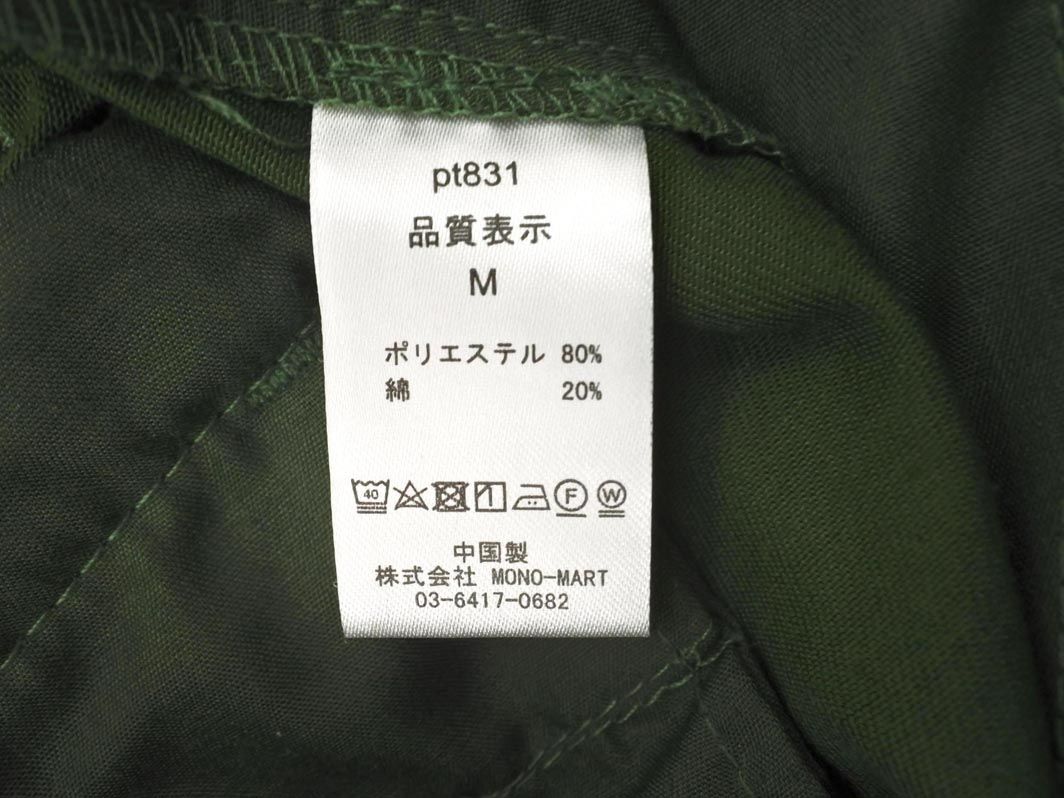 pt831
品質表示
M
ポリエステル 80%
綿 20%
40 F W
中国製
株式会社 MONO-MART
03-6417-0682